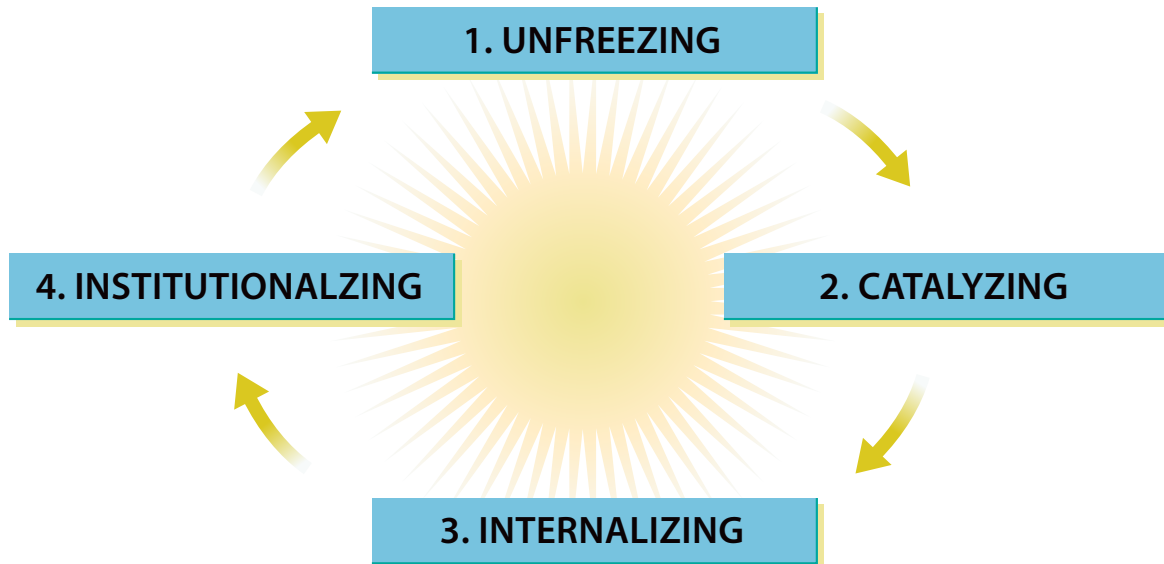 1. UNFREEZING
4. INSTITUTIONALZING
2. CATALYZING
3. INTERNALIZING